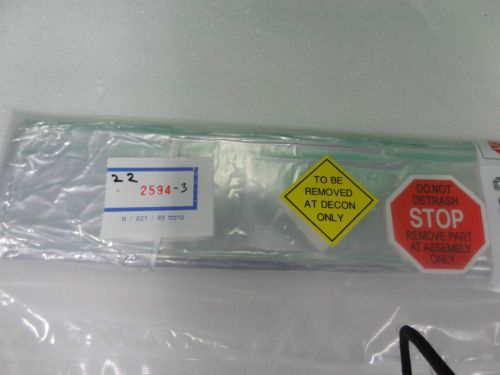 22
2594-3
TO BE
REMOVED
AT DECON
ONLY
DO NOT
DETRASH
STOP
REMOVE PART
AT ASSEMBLY
ONLY